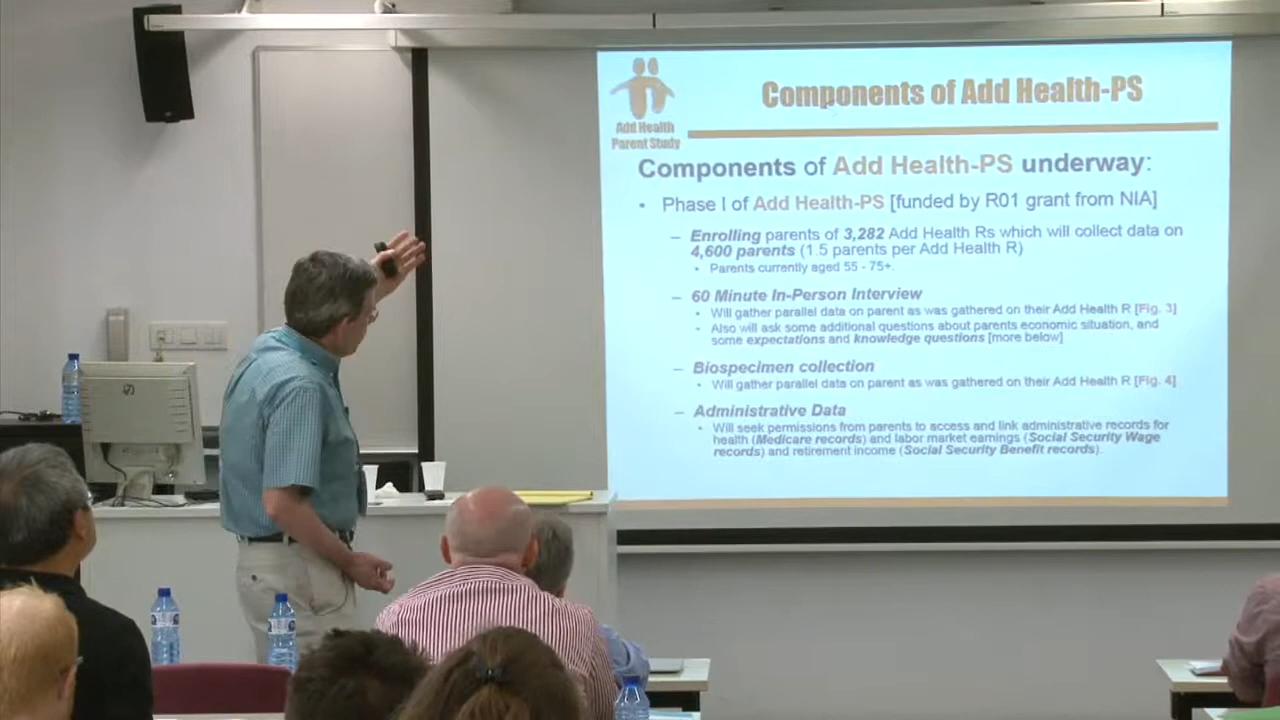 Components of Add Health-PS
Add Health
Parent Study
Components of Add Health-PS underway:
• Phase I of Add Health-PS [funded by R01 grant from NIA]
– Enrolling parents of 3,282 Add Health Rs which will collect data on
4,600 parents (1.5 parents per Add Health R)
• Parents currently aged 55 - 75+.
– 60 Minute In-Person Interview
• Will gather parallel data on parent as was gathered on their Add Health R [Fig. 3]
• Also will ask some additional questions about parents economic situation, and
some expectations and knowledge questions [more below]
– Biospecimen collection
• Will gather parallel data on parent as was gathered on their Add Health R [Fig. 4]
– Administrative Data
• Will seek permissions from parents to access and link administrative records for
health (Medicare records) and labor market earnings (Social Security Wage
records) and retirement income (Social Security Benefit records).